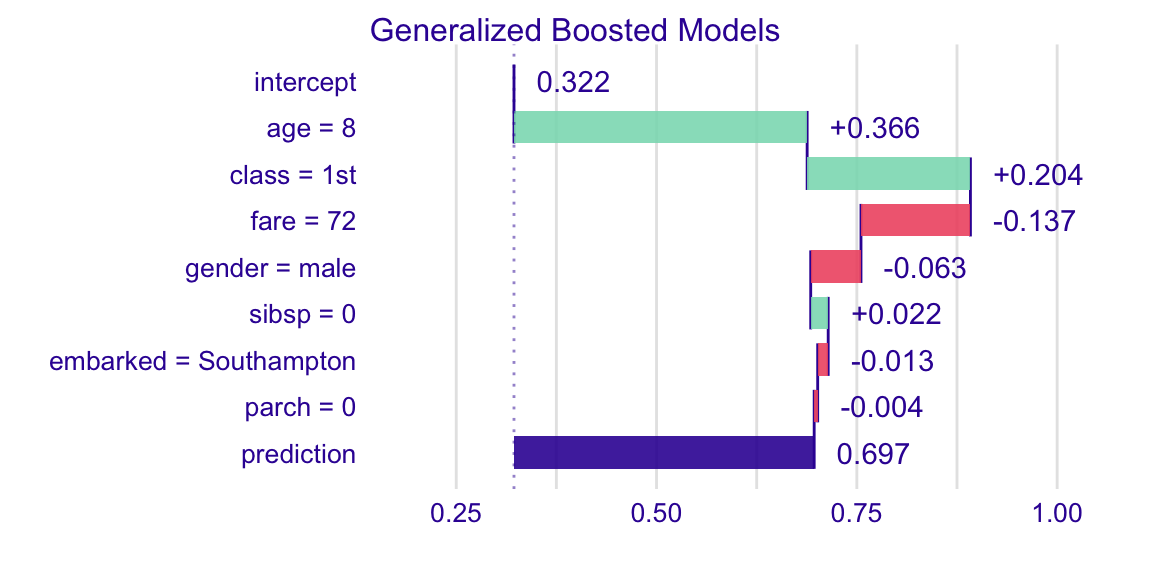 Generalized Boosted Models
intercept 0.322
age = 8 +0.366
class = 1st +0.204
fare = 72 -0.137
gender = male -0.063
sibsp = 0 +0.022
embarked = Southampton -0.013
parch = 0 -0.004
prediction 0.697
0.25 0.50 0.75 1.00